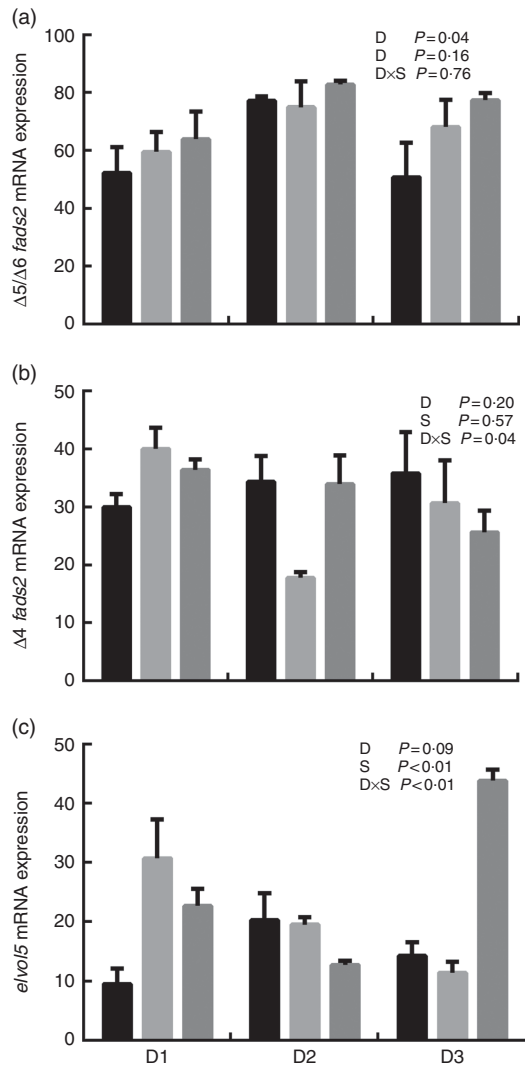 (a)
D P=0·04
D P=0·16
D×S P=0·76
100
80
60
40
20
0
Δ5/Δ6 fads2 mRNA expression
(b)
D P=0·20
S P=0·57
D×S P=0·04
50
40
30
20
10
0
Δ4 fads2 mRNA expression
(c)
D P=0·09
S P<0·01
D×S P<0·01
50
40
30
20
10
0
elvol5 mRNA expression
D1 D2 D3